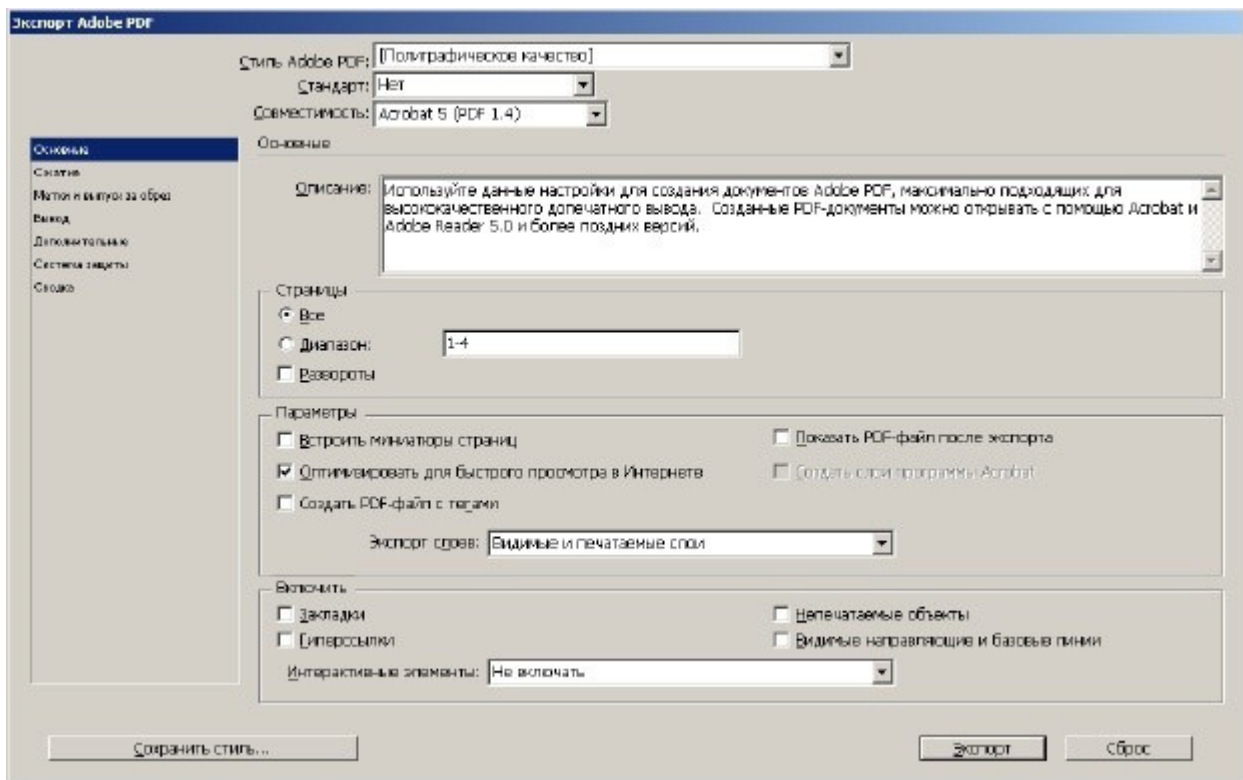 Экспорт Adobe PDF
Стиль Adobe PDF: [Полиграфическое качество]
Стандарт: Нет
Совместимость: Acrobat 5 (PDF 1.4)
Основные
Сжатие
Метки и выпуск за обрез
Вывод
Дополнительные
Система защиты
Сводка
Основные
Описание: Используйте данные настройки для создания документов Adobe PDF, максимально подходящих для
высококачественного допечатного вывода. Созданные PDF-документы можно открывать с помощью Acrobat и
Adobe Reader 5.0 и более поздних версий.
Страницы
Все
Диапазон: 1-4
Развороты
Параметры
Встроить миниатюры страниц
Показать PDF-файл после экспорта
Оптимизировать для быстрого просмотра в Интернете
Создать слои программы Acrobat
Создать PDF-файл с тегами
Экспорт слоев: Видимые и печатаемые слои
Включить
Закладки
Непечатаемые объекты
Гиперссылки
Видимые направляющие и базовые линии
Интерактивные элементы: Не включать
Сохранить стиль...
Экспорт
Сброс